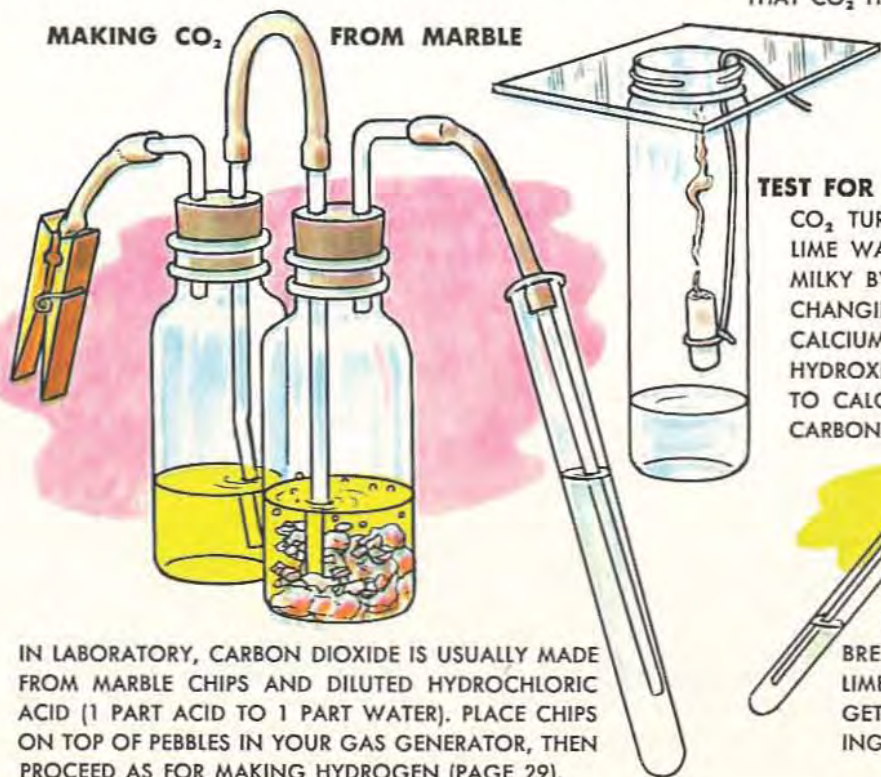 THAT CO₂
MAKING CO₂ FROM MARBLE
TEST FOR
CO₂ TUR
LIME WA
MILKY B
CHANGI
CALCIUM
HYDROXI
TO CALC
CARBON
IN LABORATORY, CARBON DIOXIDE IS USUALLY MADE
FROM MARBLE CHIPS AND DILUTED HYDROCHLORIC
ACID (1 PART ACID TO 1 PART WATER). PLACE CHIPS
ON TOP OF PEBBLES IN YOUR GAS GENERATOR, THEN
PROCEED AS FOR MAKING HYDROGEN (PAGE 29).
BRE
LIME
GET
ING